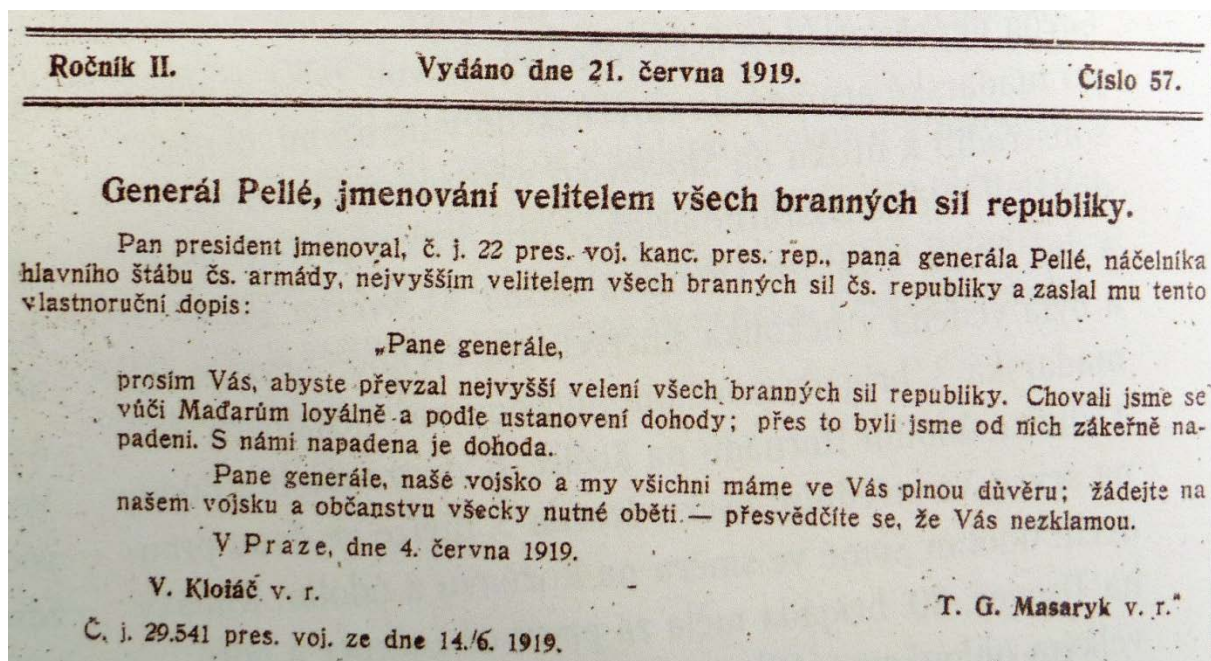 Ročník II. Vydáno dne 21. června 1919. Číslo 57.
Generál Pellé, jmenování velitelem všech branných sil republiky.
Pan president jmenoval, č. j. 22 pres. voj. kanc. pres. rep., pana generála Pellé, náčelníka
hlavního štábu čs. armády, nejvyšším velitelem všech branných sil čs. republiky a zaslal mu tento
vlastnoruční dopis:
„Pane generále,
prosím Vás, abyste převzal nejvyšší velení všech branných sil republiky. Chovali jsme se
vůči Maďarům loyálně a podle ustanovení dohody; přes to byli jsme od nich zákeřně na-
padeni. S námi napadena je dohoda.
Pane generále, naše vojsko a my všichni máme ve Vás plnou důvěru; žádejte na
našem vojsku a občanstvu všecky nutné oběti — přesvědčíte se, že Vás nezklamou.
V Praze, dne 4. června 1919.
V. Klofáč v. r.
T. G. Masaryk v. r."
Č. j. 29.541 pres. voj. ze dne 14./6. 1919.